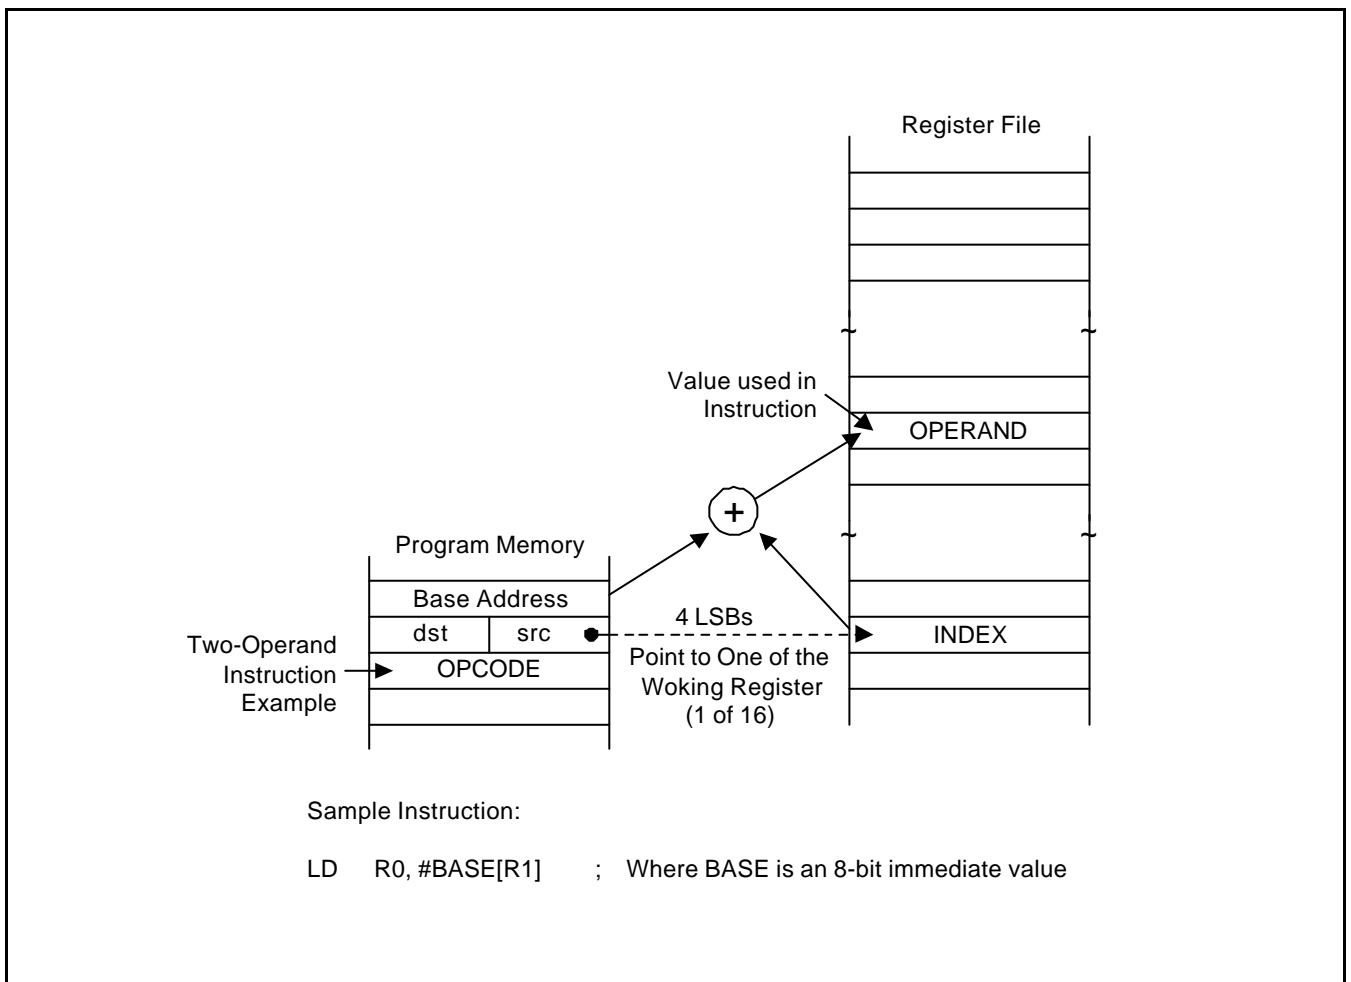 Register File
Value used in
Instruction
OPERAND
+
Program Memory
Base Address
dst src
4 LSBs
INDEX
Two-Operand
Instruction
Example
OPCODE
Point to One of the
Woking Register
(1 of 16)
~ ~
~ ~
Sample Instruction:
LD R0, #BASE[R1] ; Where BASE is an 8-bit immediate value